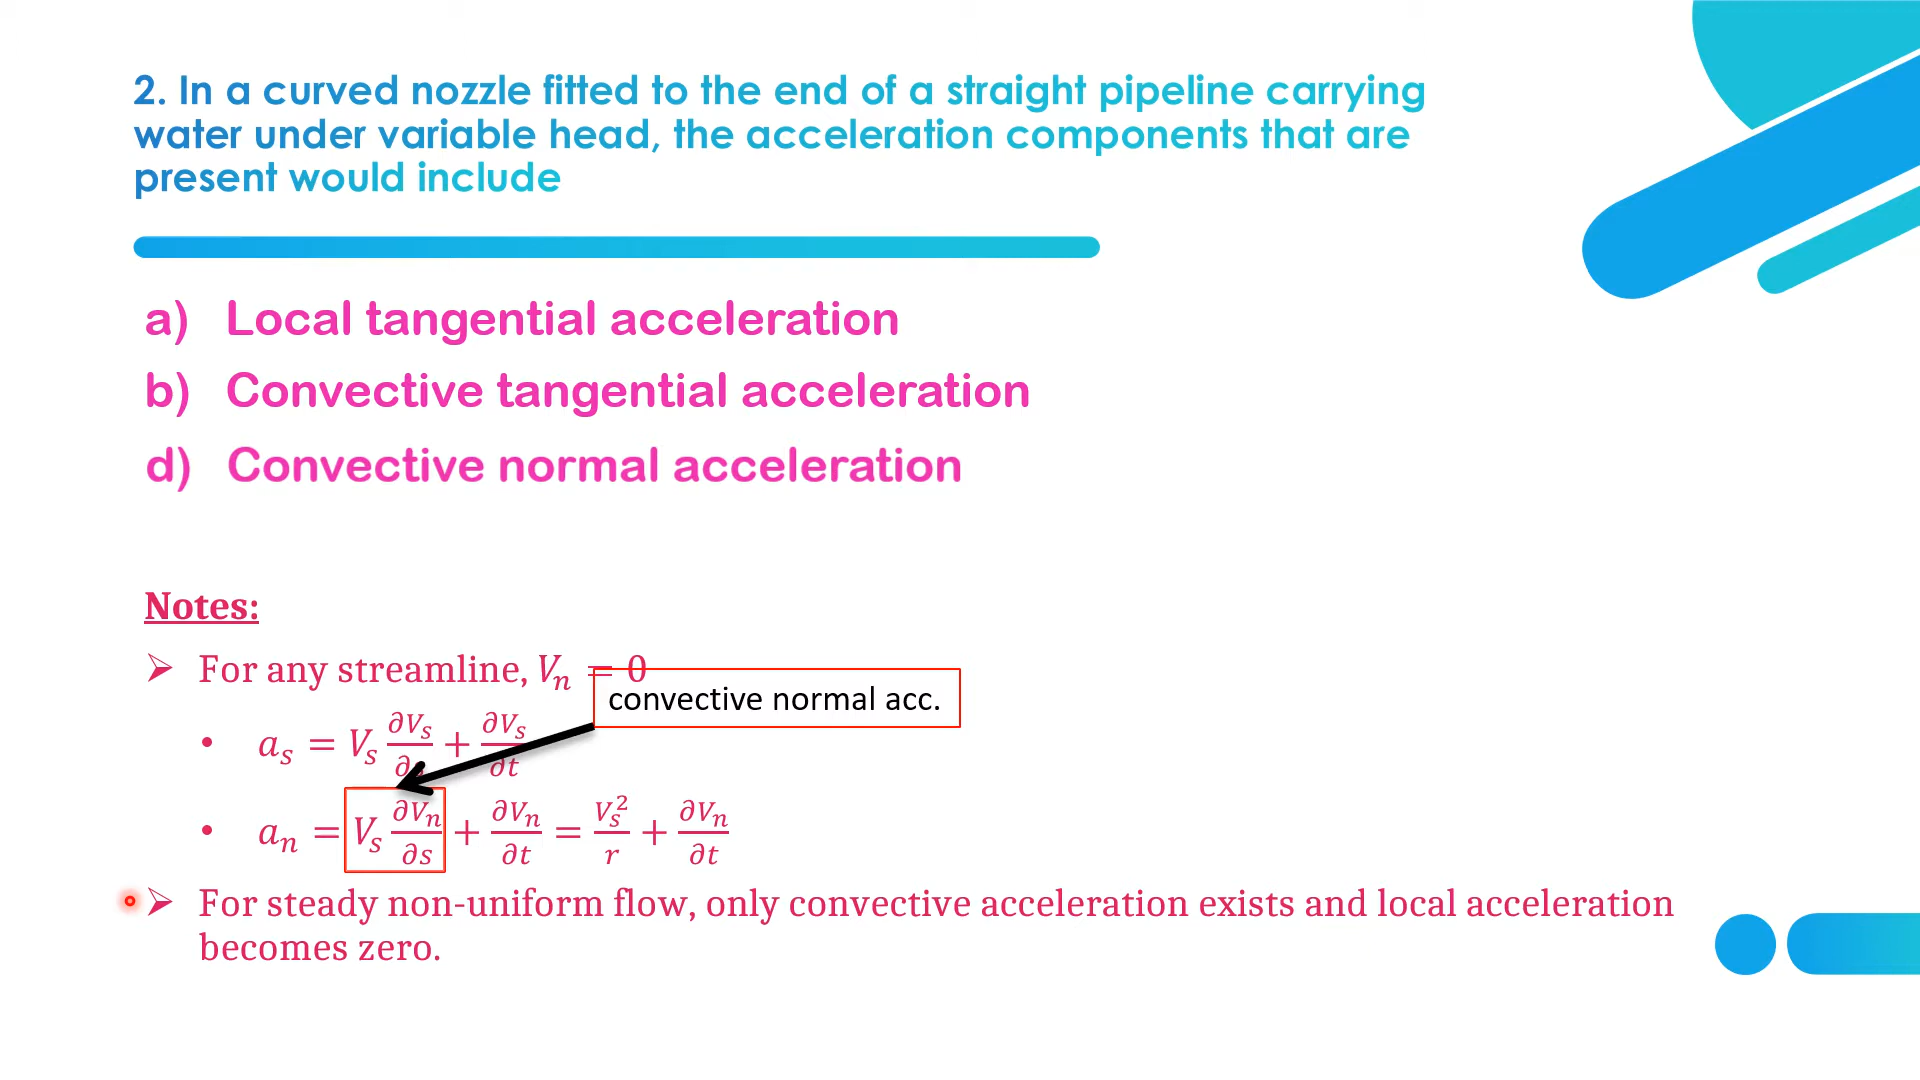 2. In a curved nozzle fitted to the end of a straight pipeline carrying
water under variable head, the acceleration components that are
present would include
a) Local tangential acceleration
b) Convective tangential acceleration
d) Convective normal acceleration
Notes:
➢ For any streamline, Vₙ = 0
convective normal acc.
• aₛ = Vₛ ∂Vₛ/∂s + ∂Vₛ/∂t
• aₙ = Vₛ ∂Vₙ/∂s + ∂Vₙ/∂t = Vₛ²/r + ∂Vₙ/∂t
➢ For steady non-uniform flow, only convective acceleration exists and local acceleration
becomes zero.